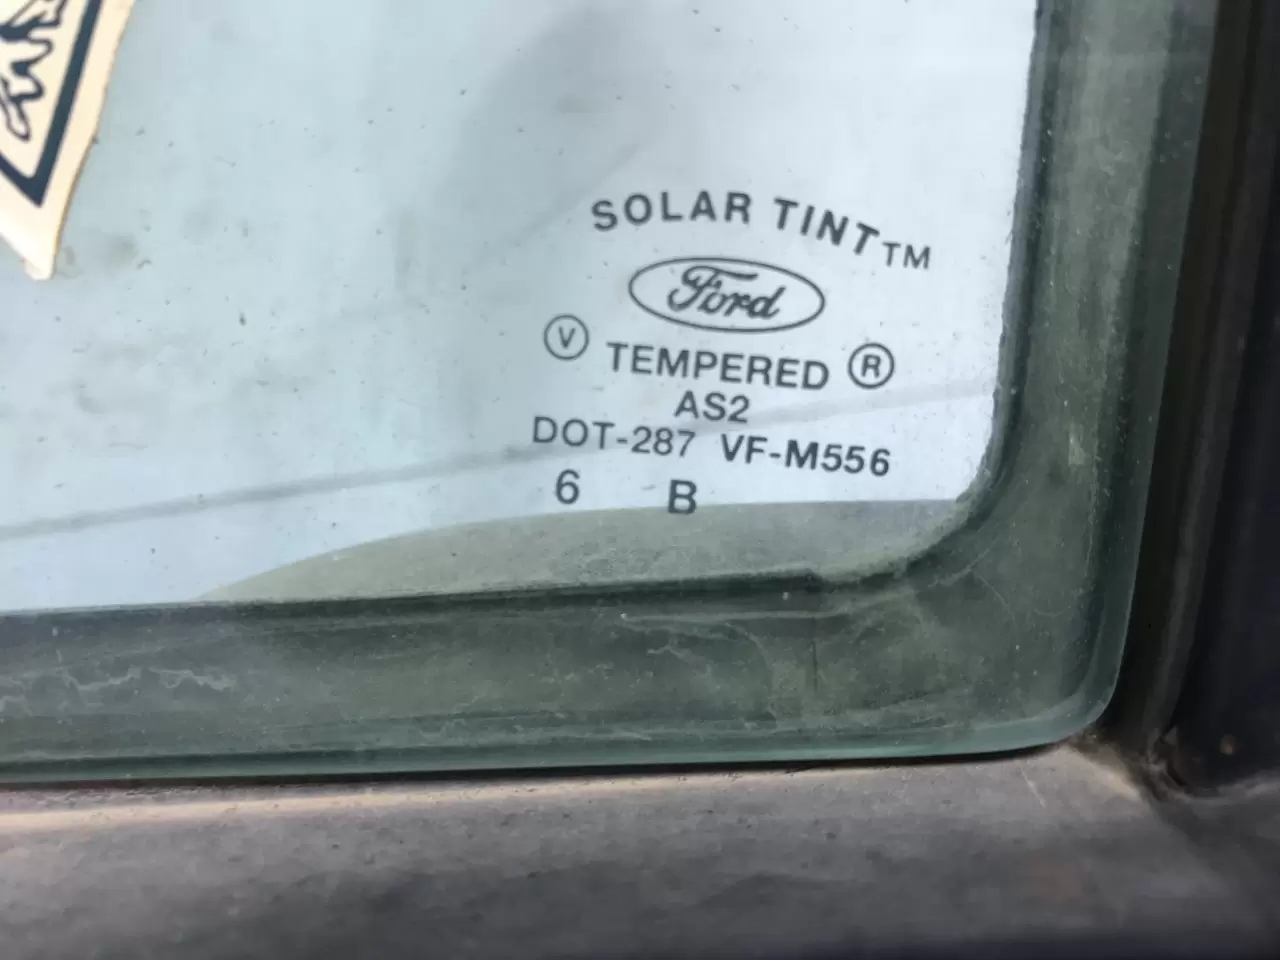 SOLAR TINT™
Ford
V TEMPERED R
AS2
DOT-287 VF-M556
6 B